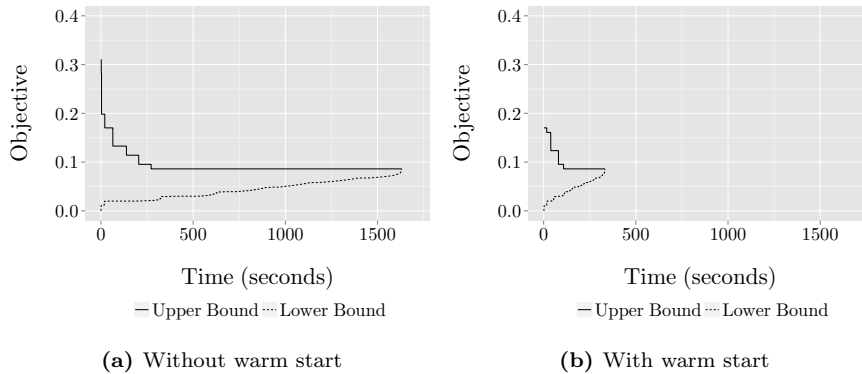 0.4
0.3
0.2
0.1
0.0
Objective
0 500 1000 1500
Time (seconds)
Upper Bound Lower Bound
(a) Without warm start
0.4
0.3
0.2
0.1
0.0
Objective
0 500 1000 1500
Time (seconds)
Upper Bound Lower Bound
(b) With warm start